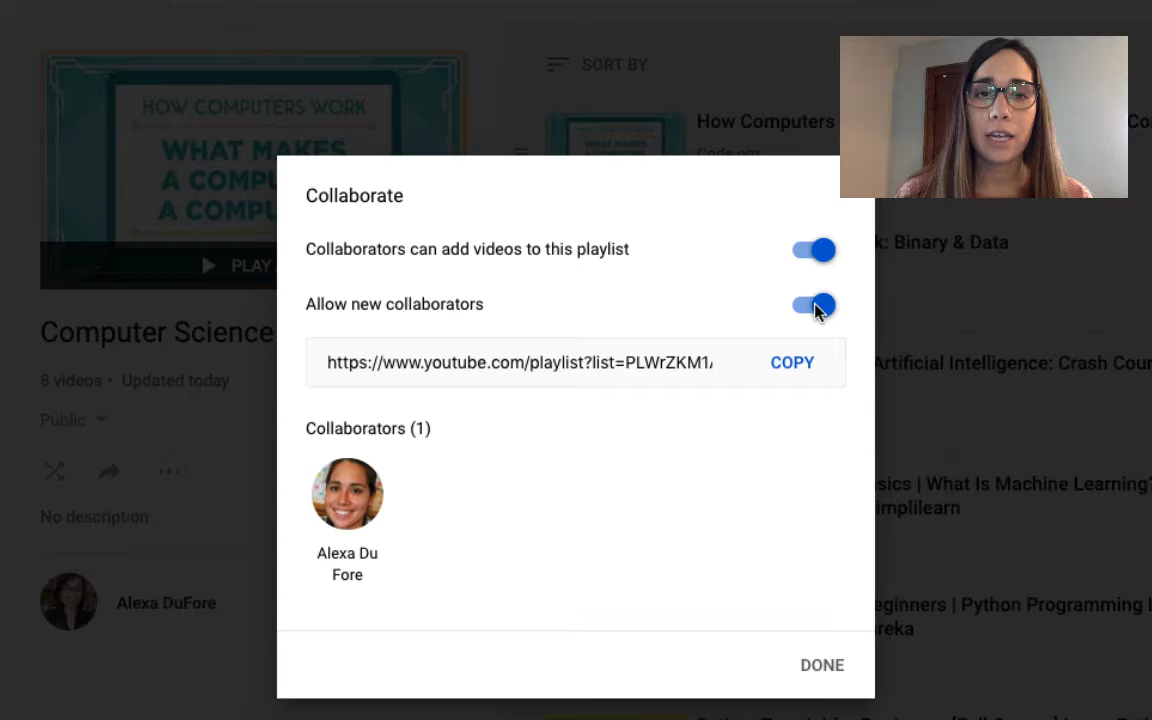 SORT BY
HOW COMPUTERS WORK
WHAT MAKES
A COMPU
A COMPU
PLAY
Computer Science
8 videos • Updated today
Public
No description
Alexa DuFore
How Computers
Code.org
k: Binary & Data
Artificial Intelligence: Crash Cour
sics | What Is Machine Learning?
implilearn
eginners | Python Programming
reka
Collaborate
Collaborators can add videos to this playlist
Allow new collaborators
https://www.youtube.com/playlist?list=PLWrZKM1
COPY
Collaborators (1)
Alexa Du
Fore
DONE